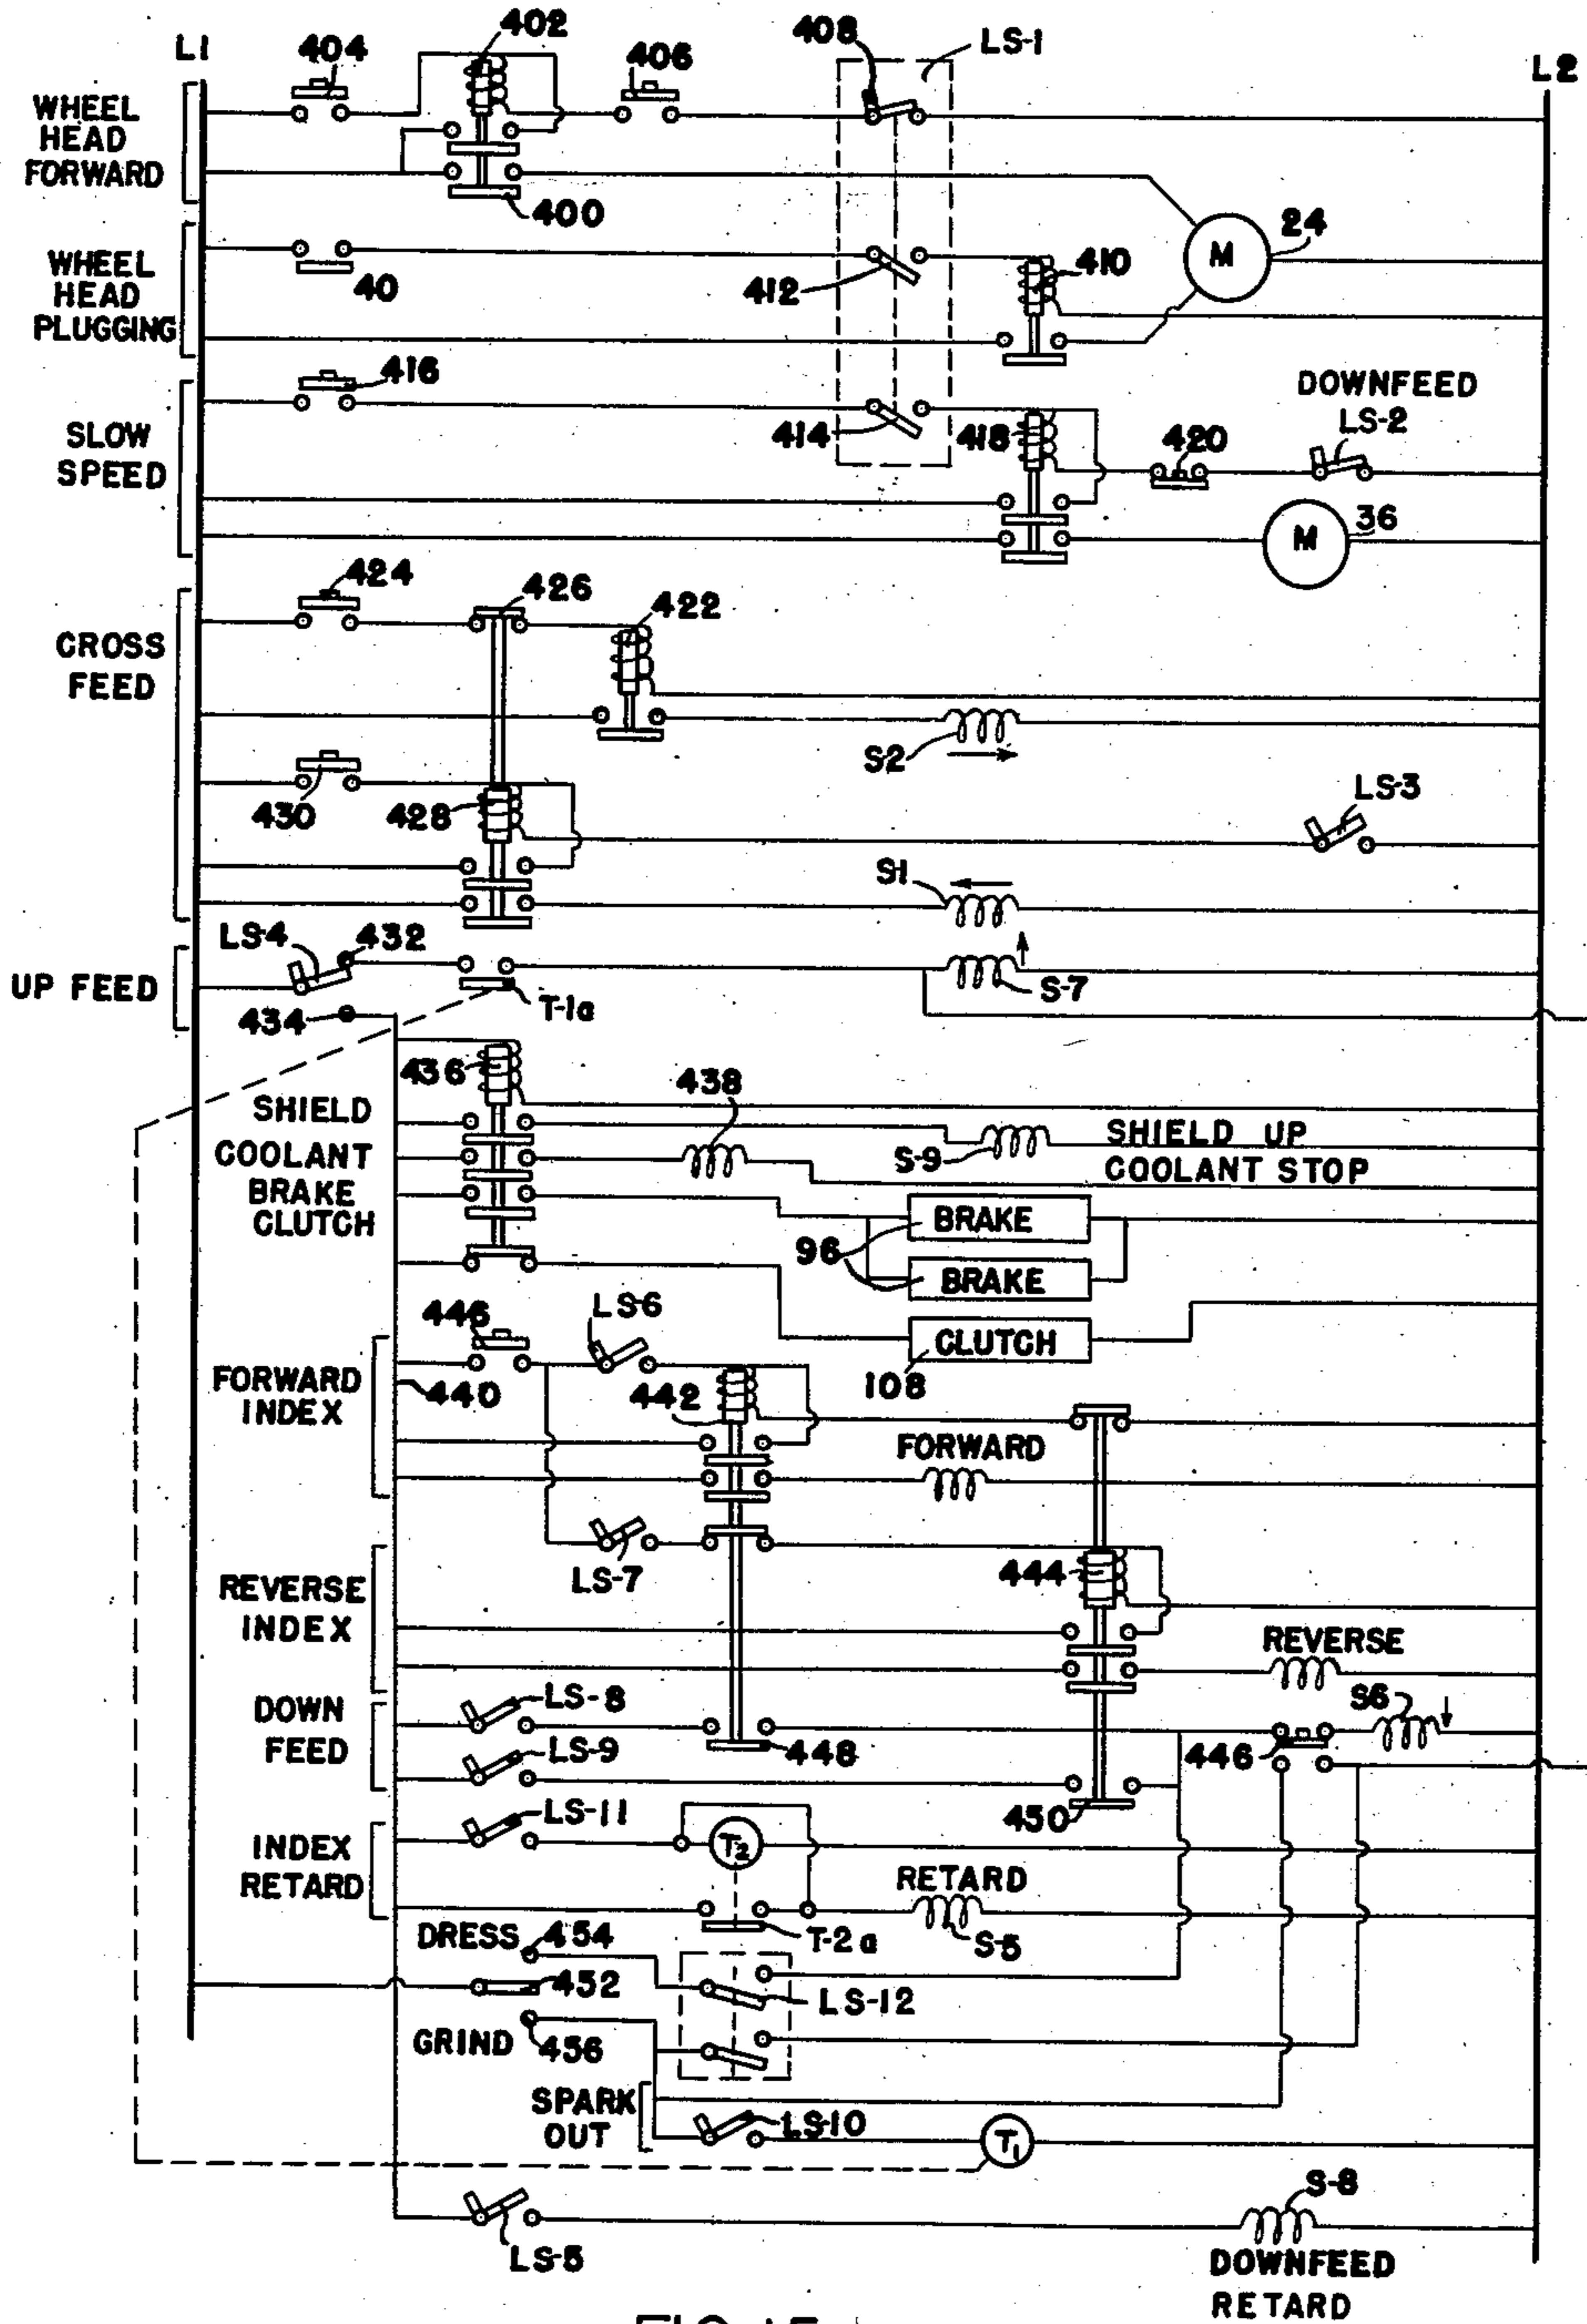 L1
404
402
406
408
LS-1
L2
WHEEL
HEAD
FORWARD
400
WHEEL
HEAD
PLUGGING
40
412
410
M
24
416
SLOW
SPEED
414
418
420
DOWNFEED
LS-2
M
36
424
426
422
CROSS
FEED
S-2
430
428
LS-3
S-1
LS-4
432
UP FEED
T-1a
S-7
434
436
438
SHIELD
S-9
SHIELD UP
COOLANT
COOLANT STOP
BRAKE
CLUTCH
96
BRAKE
BRAKE
CLUTCH
108
446
LS-6
FORWARD
INDEX
440
442
FORWARD
LS-7
444
REVERSE
INDEX
REVERSE
DOWN
FEED
LS-8
S6
LS-9
448
446
450
INDEX
RETARD
LS-11
T2
RETARD
T-2a
S-5
DRESS
454
452
LS-12
GRIND
456
SPARK
OUT
LS-10
T1
LS-5
S-8
DOWNFEED
RETARD